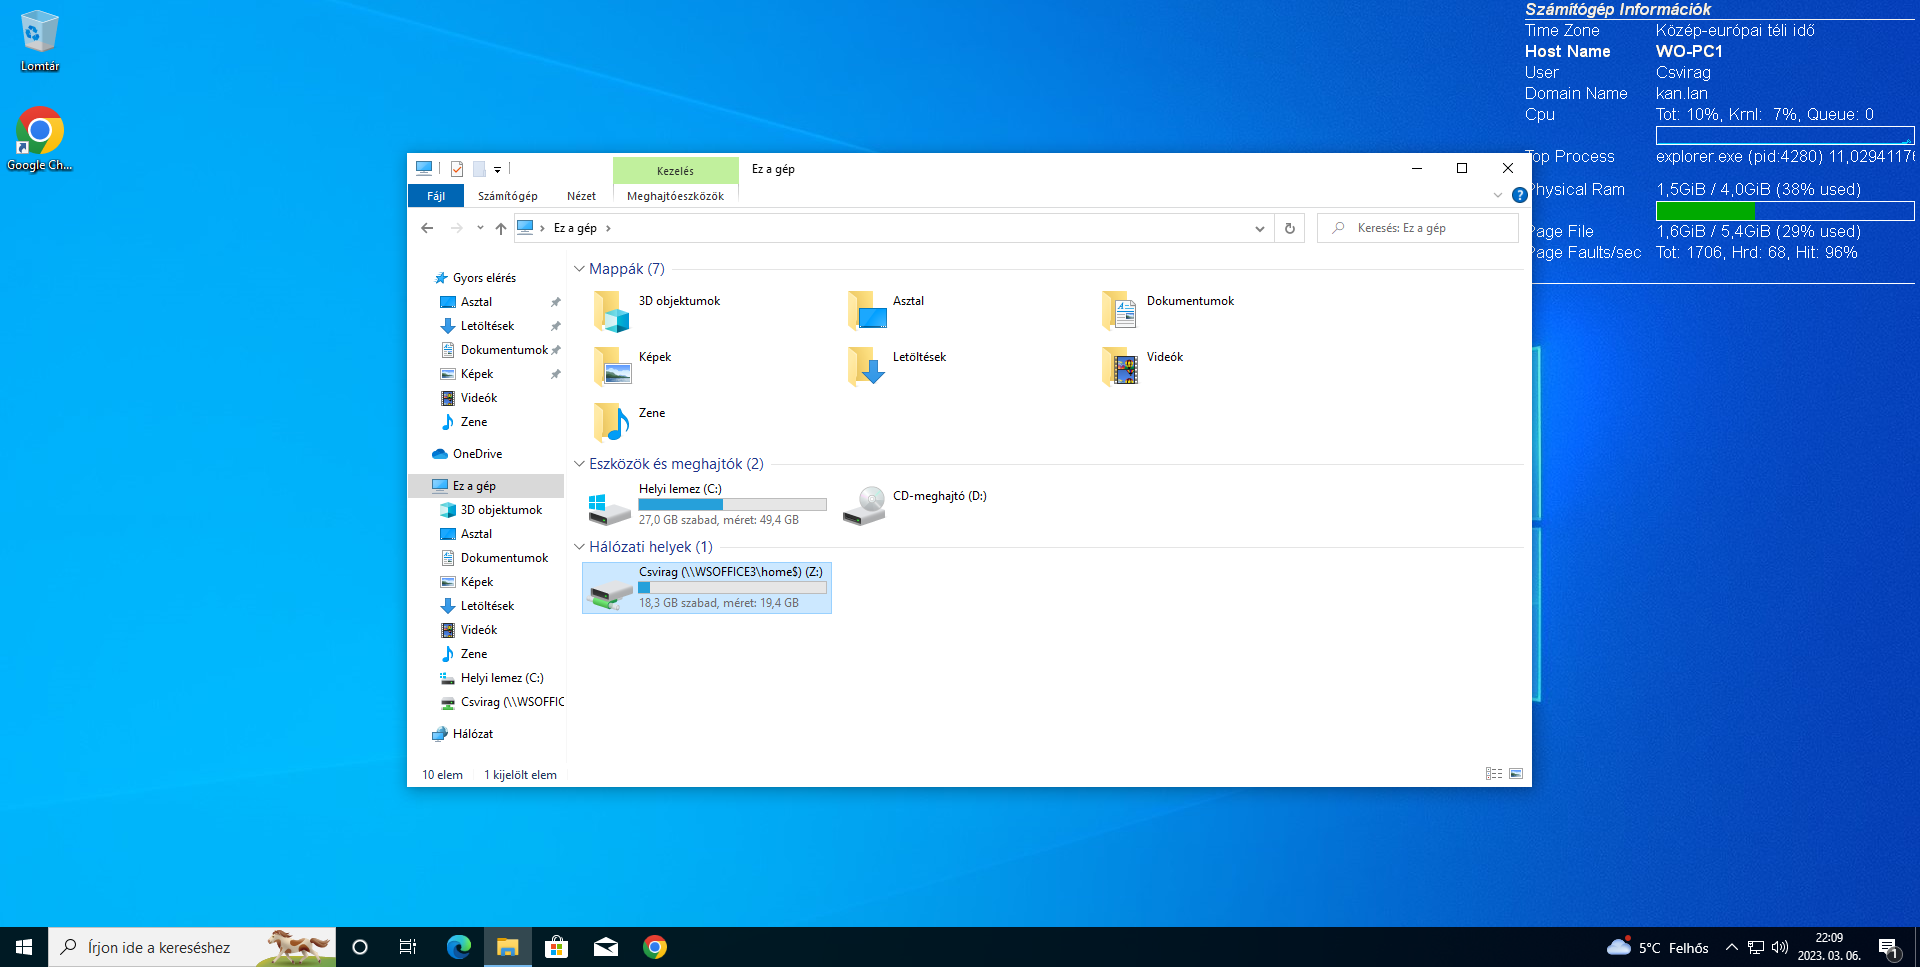 Lomtár
Google Ch...
Számítógép Információk
Time Zone Közép-európai téli idő
Host Name WO-PC1
User Csvirag
Domain Name kan.lan
Cpu Tot: 10%, Krnl: 7%, Queue: 0
Top Process explorer.exe (pid:4280) 11,02941176
Physical Ram 1,5GiB / 4,0GiB (38% used)
Page File 1,6GiB / 5,4GiB (29% used)
Page Faults/sec Tot: 1706, Hrd: 68, Hit: 96%
Kezelés Ez a gép
Fájl Számítógép Nézet Meghajtóeszközök
Ez a gép
Keresés: Ez a gép
Gyors elérés
Asztal
Letöltések
Dokumentumok
Képek
Videók
Zene
OneDrive
Ez a gép
3D objektumok
Asztal
Dokumentumok
Képek
Letöltések
Videók
Zene
Helyi lemez (C:)
Csvirag (\\WSOFFIC
Hálózat
Mappák (7)
3D objektumok
Asztal
Dokumentumok
Képek
Letöltések
Videók
Zene
Eszközök és meghajtók (2)
Helyi lemez (C:)
27,0 GB szabad, méret: 49,4 GB
CD-meghajtó (D:)
Hálózati helyek (1)
Csvirag (\\WSOFFICE3\home$) (Z:)
18,3 GB szabad, méret: 19,4 GB
10 elem 1 kijelölt elem
Írjon ide a kereséshez
5°C Felhős
22:09
2023. 03. 06.
1